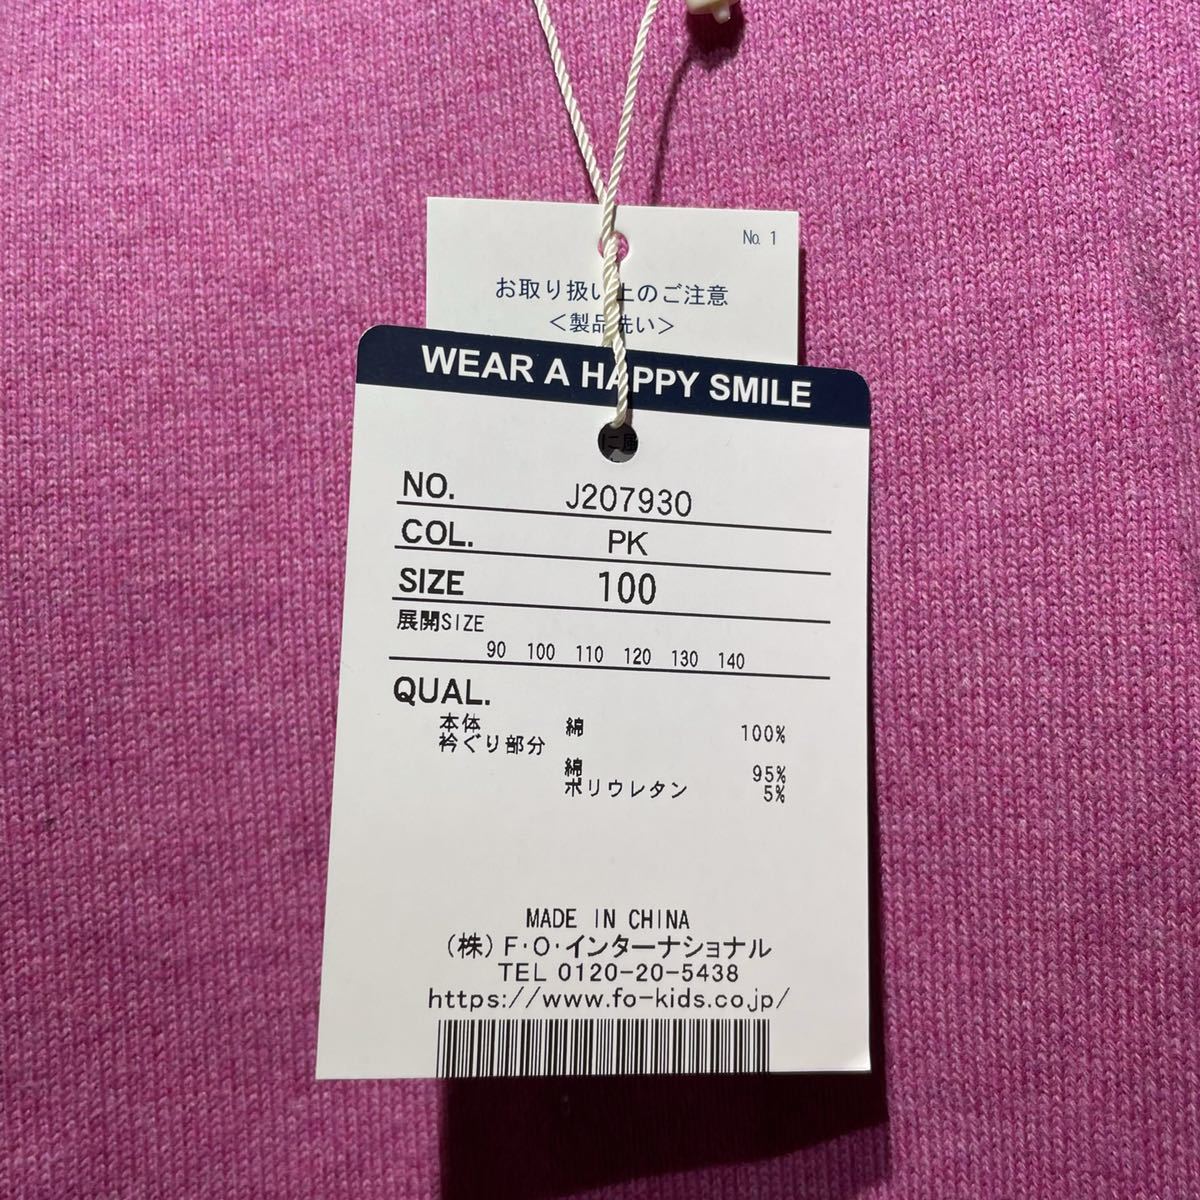 No. 1
お取り扱い上のご注意
<製品洗い>
WEAR A HAPPY SMILE
に風
NO. J207930
COL. PK
SIZE 100
展開SIZE
90 100 110 120 130 140
QUAL.
本体 綿 100%
衿ぐり部分
綿 95%
ポリウレタン 5%
MADE IN CHINA
(株)F・O・インターナショナル
TEL 0120-20-5438
https://www.fo-kids.co.jp/